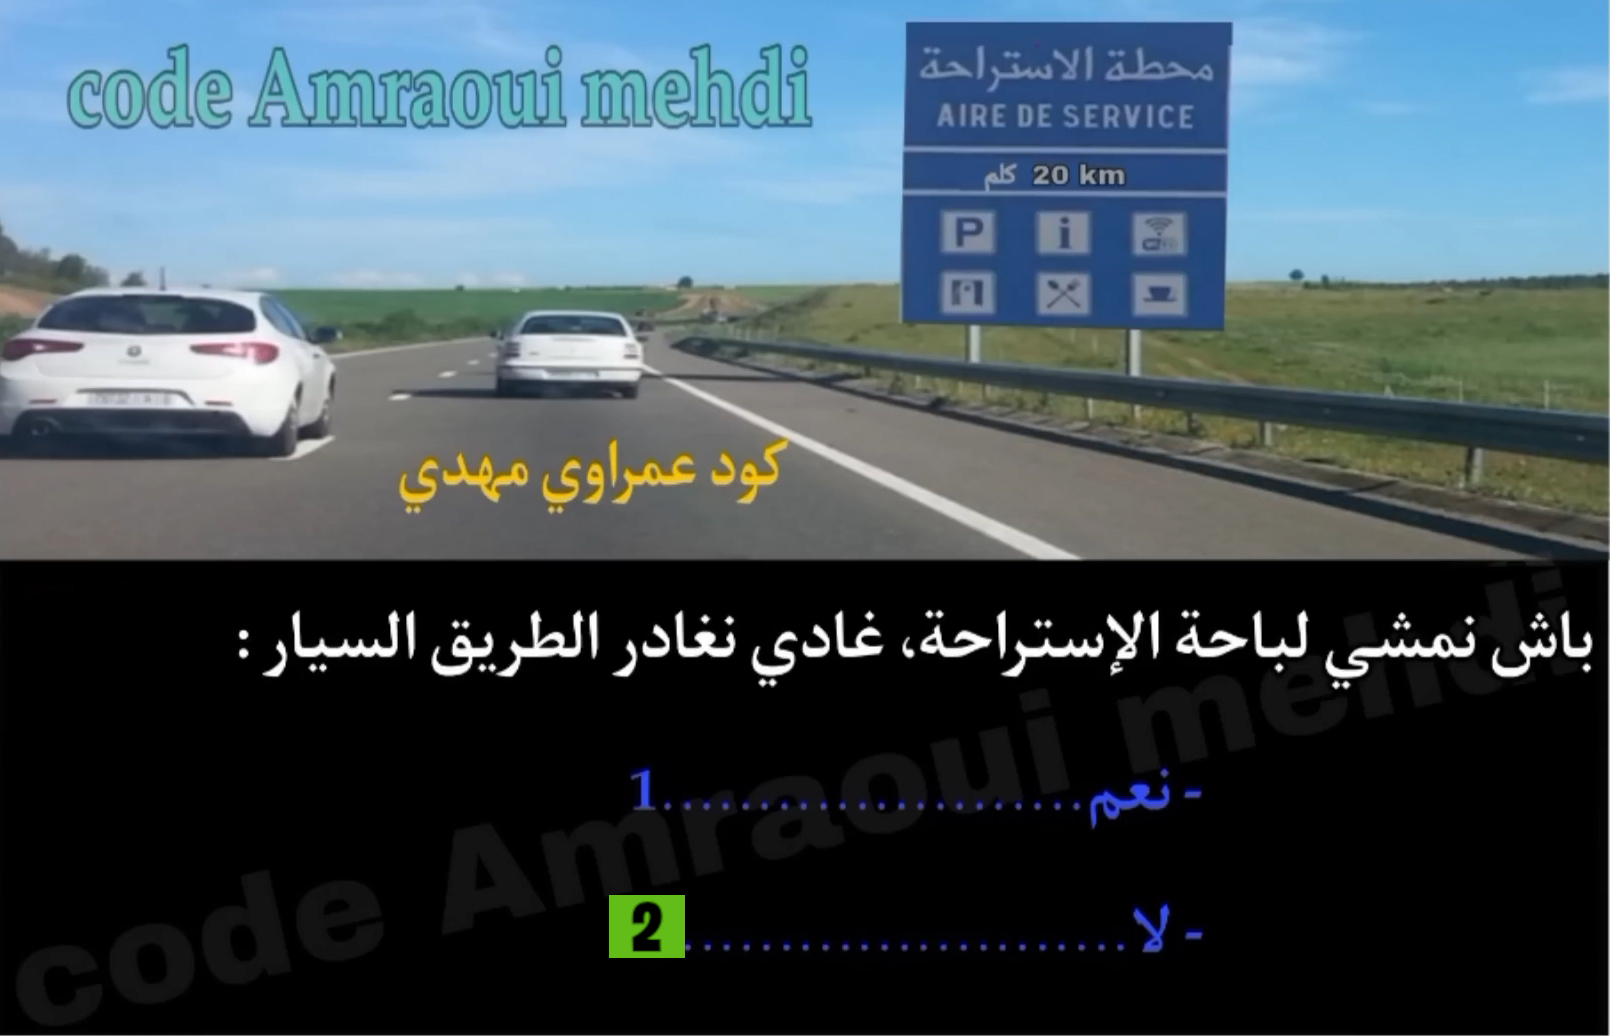 code Amraoui mehdi
محطة الاستراحة
AIRE DE SERVICE
20 km كلم
P i WiFi
كود عمراوي مهدي
باش نمشي لباحة الإستراحة، غادي نغادر الطريق السيار :
- نعم......................1
- لا.......................2
code Amraoui mehdi